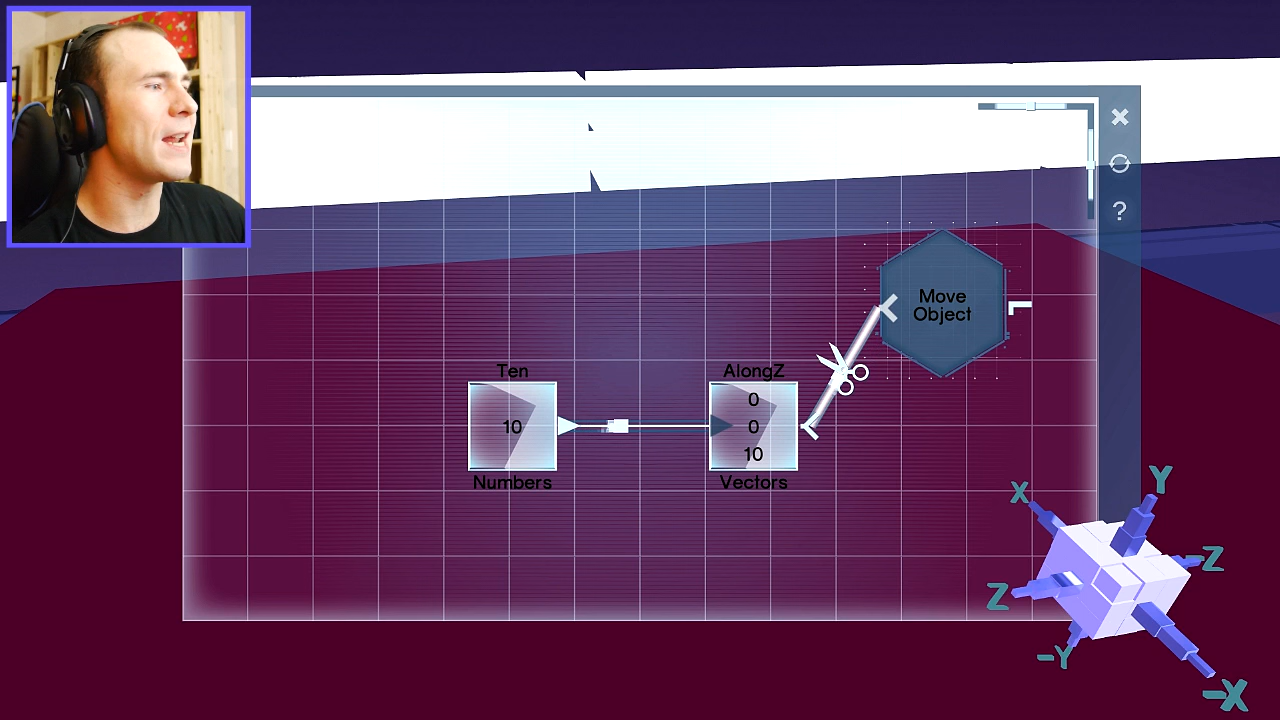 ?
Move
Object
Ten
10
Numbers
AlongZ
0
0
10
Vectors
X
Y
-Z
Z
-Y
-X